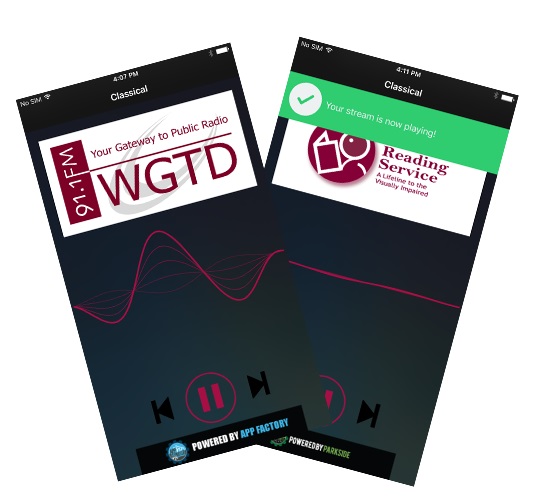 No SIM
4:07 PM
Classical
91.1FM
Your Gateway to Public Radio
WGTD
POWERED BY APP FACTORY
No SIM
4:11 PM
Classical
Your stream is now playing!
Reading
Service
A Lifeline to the
Visually Impaired
POWERED BY PARKSIDE